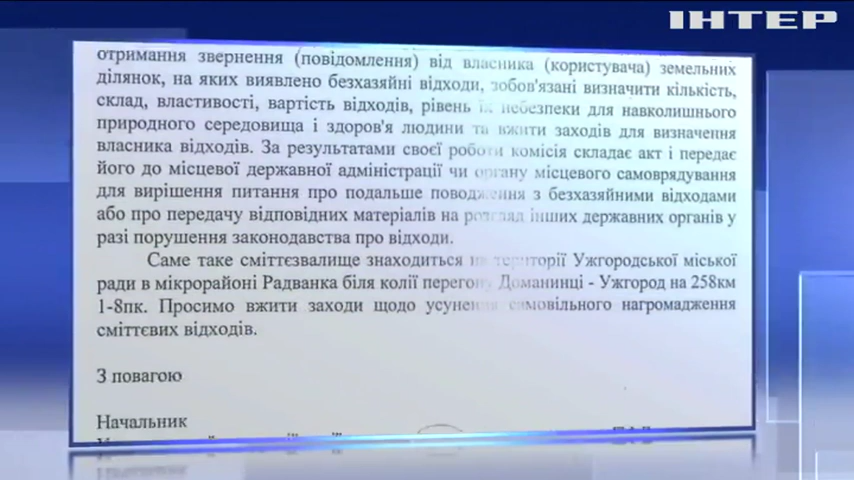 ІНТЕР
отримання звернення (повідомлення) від власника (користувача) земельних
ділянок, на яких виявлено безхазяйні відходи, зобов'язані визначити кількість,
склад, властивості, вартість відходів, рівень їх небезпеки для навколишнього
природного середовища і здоров'я людини та вжити заходів для визначення
власника відходів. За результатами своєї роботи комісія складає акт і передає
його до місцевої державної адміністрації чи органу місцевого самоврядування
для вирішення питання про подальше поводження з безхазяйними відходами
або про передачу відповідних матеріалів на розгляд інших державних органів у
разі порушення законодавства про відходи.
Саме таке сміттєзвалище знаходиться на території Ужгородської міської
ради в мікрорайоні Радванка біля колії перегону Доманинці - Ужгород на 258км
1-8пк. Просимо вжити заходи щодо усунення самовільного нагромадження
сміттєвих відходів.
З повагою
Начальник